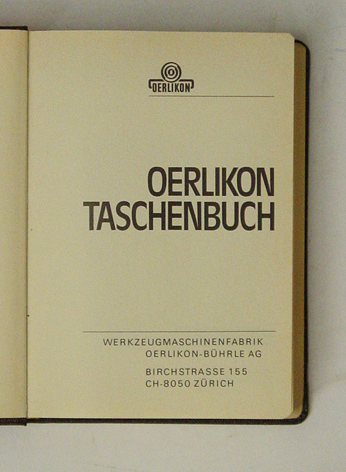 OERLIKON
OERLIKON
TASCHENBUCH
WERKZEUGMASCHINENFABRIK
OERLIKON-BÜHRLE AG
BIRCHSTRASSE 155
CH-8050 ZÜRICH